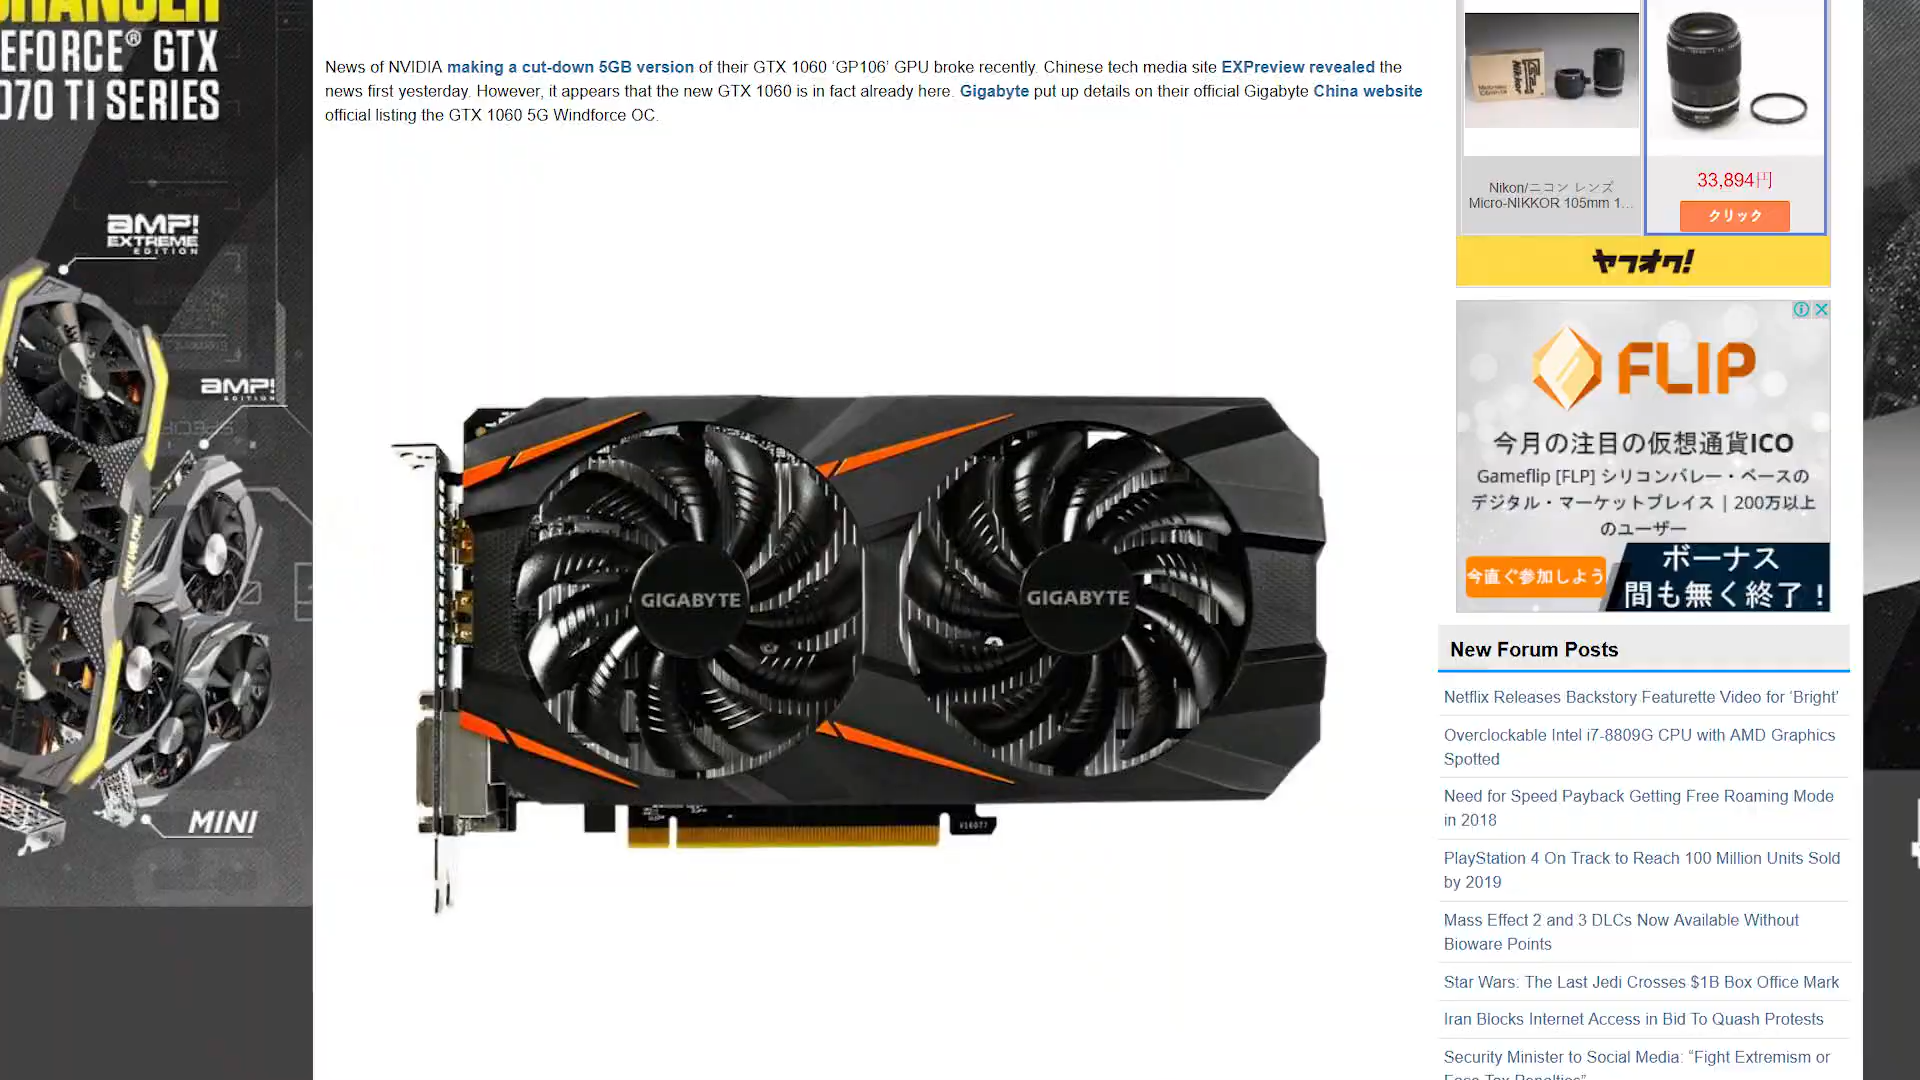 EFORCE® GTX
070 TI SERIES
AMP!
EXTREME
EDITION
AMP!
EDITION
MINI
News of NVIDIA making a cut-down 5GB version of their GTX 1060 ‘GP106’ GPU broke recently. Chinese tech media site EXPreview revealed the
news first yesterday. However, it appears that the new GTX 1060 is in fact already here. Gigabyte put up details on their official Gigabyte China website
official listing the GTX 1060 5G Windforce OC.
GIGABYTE
GIGABYTE
Nikon/ニコン レンズ
Micro-NIKKOR 105mm 1...
33,894円
クリック
ヤフオク!
FLIP
今月の注目の仮想通貨ICO
Gameflip [FLP] シリコンバレー・ベースの
デジタル・マーケットプレイス | 200万以上
のユーザー
今直ぐ参加しよう
ボーナス
間も無く終了！
New Forum Posts
Netflix Releases Backstory Featurette Video for ‘Bright’
Overclockable Intel i7-8809G CPU with AMD Graphics
Spotted
Need for Speed Payback Getting Free Roaming Mode
in 2018
PlayStation 4 On Track to Reach 100 Million Units Sold
by 2019
Mass Effect 2 and 3 DLCs Now Available Without
Bioware Points
Star Wars: The Last Jedi Crosses $1B Box Office Mark
Iran Blocks Internet Access in Bid To Quash Protests
Security Minister to Social Media: “Fight Extremism or